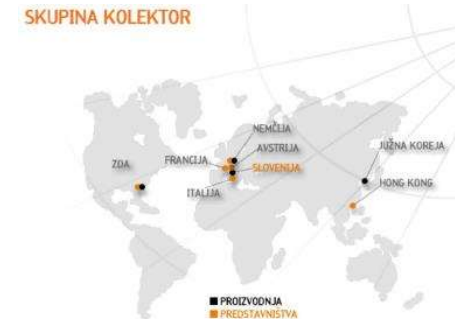 SKUPINA KOLEKTOR
NEMČIJA
AVSTRIJA
JUŽNA KOREJA
ZDA
FRANCIJA
SLOVENIJA
HONG KONG
ITALIJA
PROIZVODNJA
PREDSTAVNIŠTVA